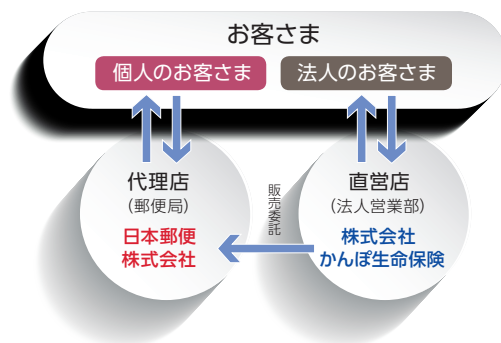 お客さま
個人のお客さま
法人のお客さま
代理店
(郵便局)
日本郵便
株式会社
販売委託
直営店
(法人営業部)
株式会社
かんぽ生命保険